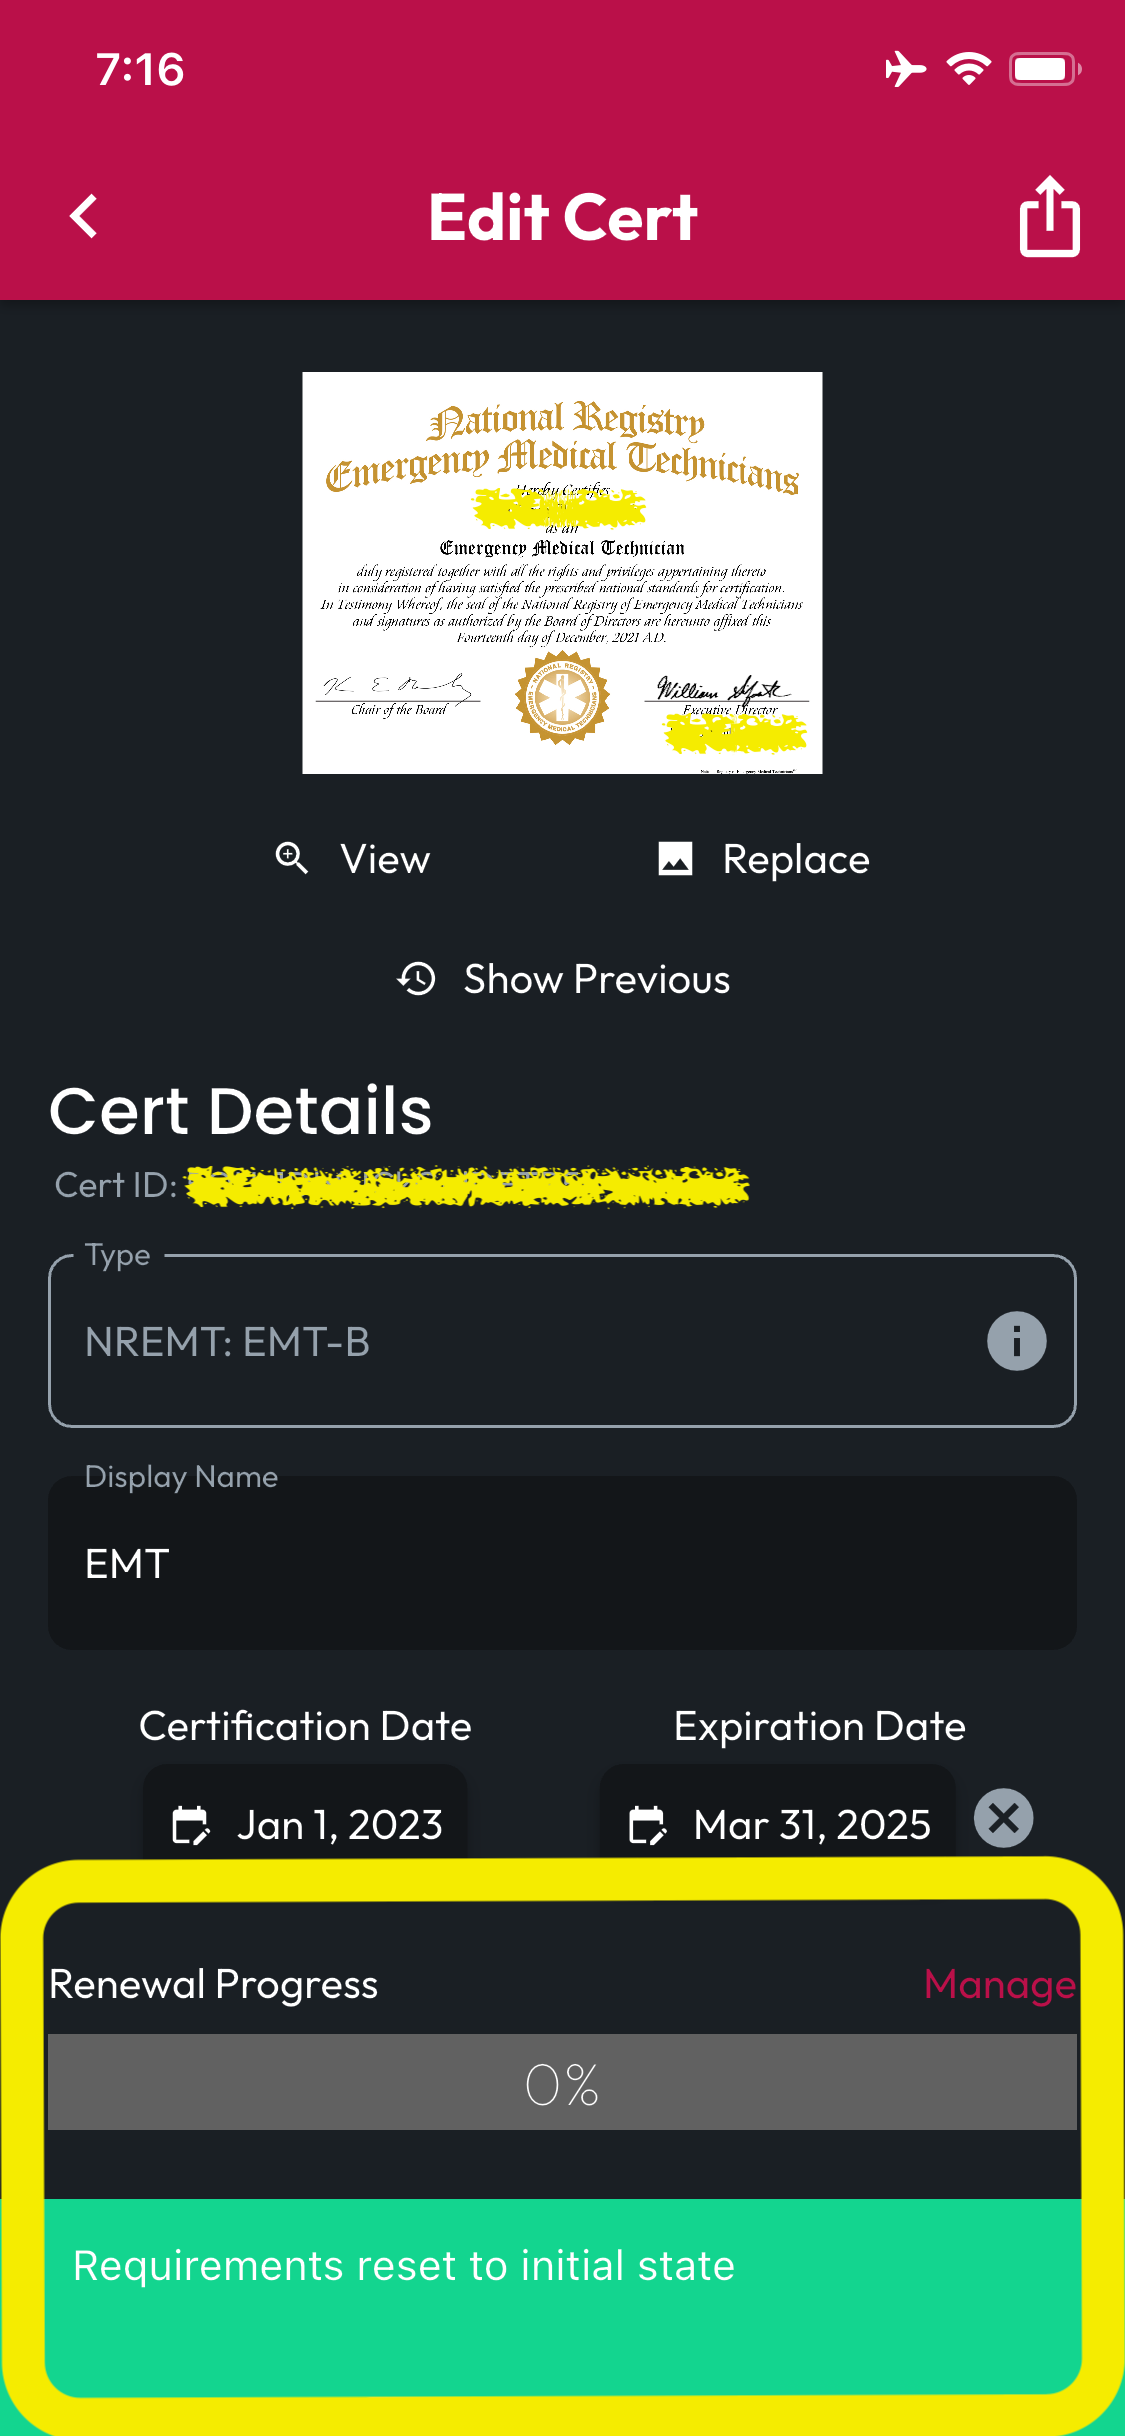 7:16
Edit Cert
National Registry
Emergency Medical Technicians
Hereby Certifies
as an
Emergency Medical Technician
duly registered together with all the rights and privileges appertaining thereto
in consideration of having satisfied the prescribed national standards for certification.
In Testimony Whereof, the seal of the National Registry of Emergency Medical Technicians
and signatures as authorized by the Board of Directors are hereunto affixed this
Fourteenth day of December, 2021 A.D.
Chair of the Board
NATIONAL REGISTRY
EMERGENCY MEDICAL TECHNICIANS
Executive Director
View
Replace
Show Previous
Cert Details
Cert ID:
Type
NREMT: EMT-B
Display Name
EMT
Certification Date
Expiration Date
Jan 1, 2023
Mar 31, 2025
Renewal Progress
Manage
0%
Requirements reset to initial state